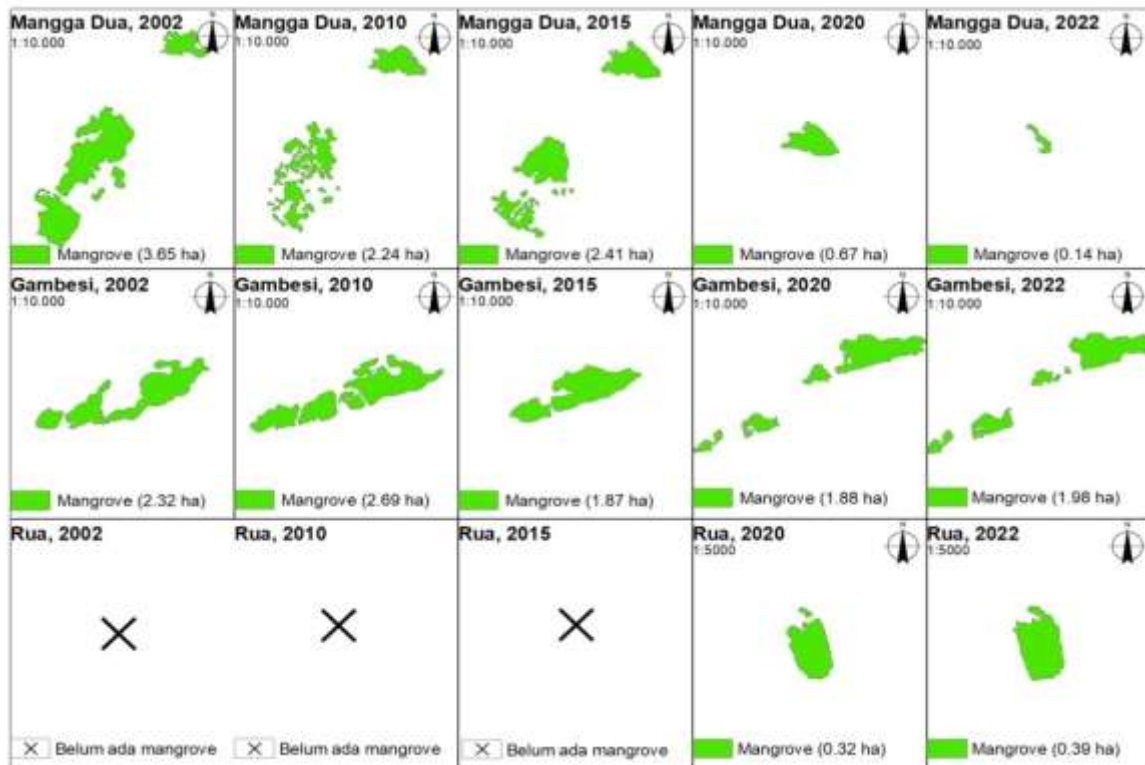 Mangga Dua, 2002
1:10.000
N
Mangrove (3.65 ha)
Mangga Dua, 2010
1:10.000
N
Mangrove (2.24 ha)
Mangga Dua, 2015
1:10.000
N
Mangrove (2.41 ha)
Mangga Dua, 2020
1:10.000
N
Mangrove (0.67 ha)
Mangga Dua, 2022
1:10.000
N
Mangrove (0.14 ha)
Gambesi, 2002
1:10.000
N
Mangrove (2.32 ha)
Gambesi, 2010
1:10.000
N
Mangrove (2.69 ha)
Gambesi, 2015
1:10.000
N
Mangrove (1.87 ha)
Gambesi, 2020
1:10.000
N
Mangrove (1.88 ha)
Gambesi, 2022
1:10.000
N
Mangrove (1.98 ha)
Rua, 2002
Belum ada mangrove
Rua, 2010
Belum ada mangrove
Rua, 2015
Belum ada mangrove
Rua, 2020
1:5000
N
Mangrove (0.32 ha)
Rua, 2022
1:5000
N
Mangrove (0.39 ha)